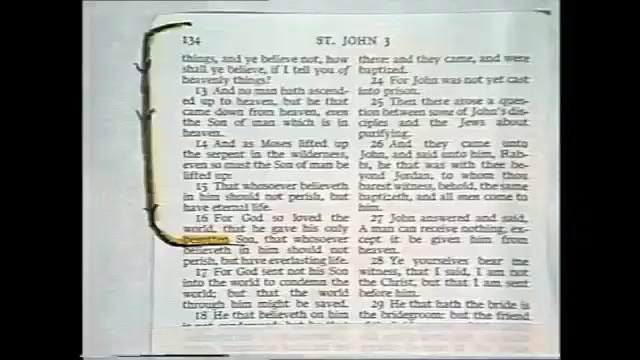 134
ST. JOHN 3
things, and ye believe not, how
shall ye believe, if I tell you of
heavenly things?
13 And no man hath ascend-
ed up to heaven, but he that
came down from heaven, even
the Son of man which is in
heaven.
14 And as Moses lifted up
the serpent in the wilderness,
even so must the Son of man be
lifted up:
15 That whosoever believeth
in him should not perish, but
have eternal life.
16 For God so loved the
world, that he gave his only
begotten Son, that whosoever
believeth in him should not
perish, but have everlasting life.
17 For God sent not his Son
into the world to condemn the
world; but that the world
through him might be saved.
18 He that believeth on him
is not condemned: but he that
there: and they came, and were
baptized.
24 For John was not yet cast
into prison.
25 Then there arose a ques-
tion between some of John's dis-
ciples and the Jews about
purifying.
26 And they came unto
John, and said unto him, Rab-
bi, he that was with thee be-
yond Jordan, to whom thou
barest witness, behold, the same
baptizeth, and all men come to
him.
27 John answered and said,
A man can receive nothing, ex-
cept it be given him from
heaven.
28 Ye yourselves bear me
witness, that I said, I am not
the Christ, but that I am sent
before him.
29 He that hath the bride is
the bridegroom: but the friend